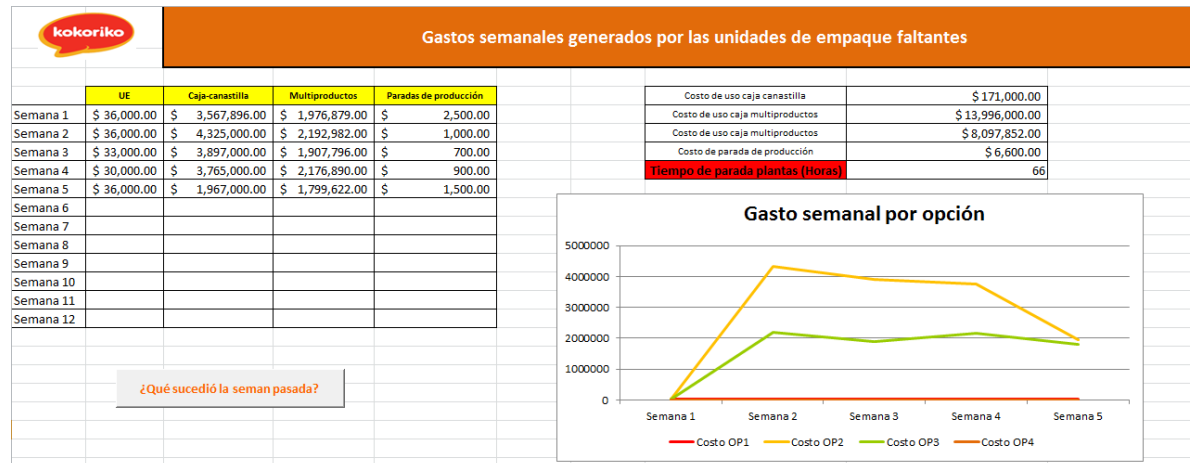 kokoriko
Gastos semanales generados por las unidades de empaque faltantes
UE Caja-canastilla Multiproductos Paradas de producción
Semana 1 $ 36,000.00 $ 3,567,896.00 $ 1,976,879.00 $ 2,500.00
Semana 2 $ 36,000.00 $ 4,325,000.00 $ 2,192,982.00 $ 1,000.00
Semana 3 $ 33,000.00 $ 3,897,000.00 $ 1,907,796.00 $ 700.00
Semana 4 $ 30,000.00 $ 3,765,000.00 $ 2,176,890.00 $ 900.00
Semana 5 $ 36,000.00 $ 1,967,000.00 $ 1,799,622.00 $ 1,500.00
Semana 6
Semana 7
Semana 8
Semana 9
Semana 10
Semana 11
Semana 12
¿Qué sucedió la seman pasada?
Costo de uso caja canastilla $ 171,000.00
Costo de uso caja multiproductos $ 13,996,000.00
Costo de uso caja multiproductos $ 8,097,852.00
Costo de parada de producción $ 6,600.00
Tiempo de parada plantas (Horas) 66
Gasto semanal por opción
5000000
4000000
3000000
2000000
1000000
0
Semana 1 Semana 2 Semana 3 Semana 4 Semana 5
Costo OP1 Costo OP2 Costo OP3 Costo OP4